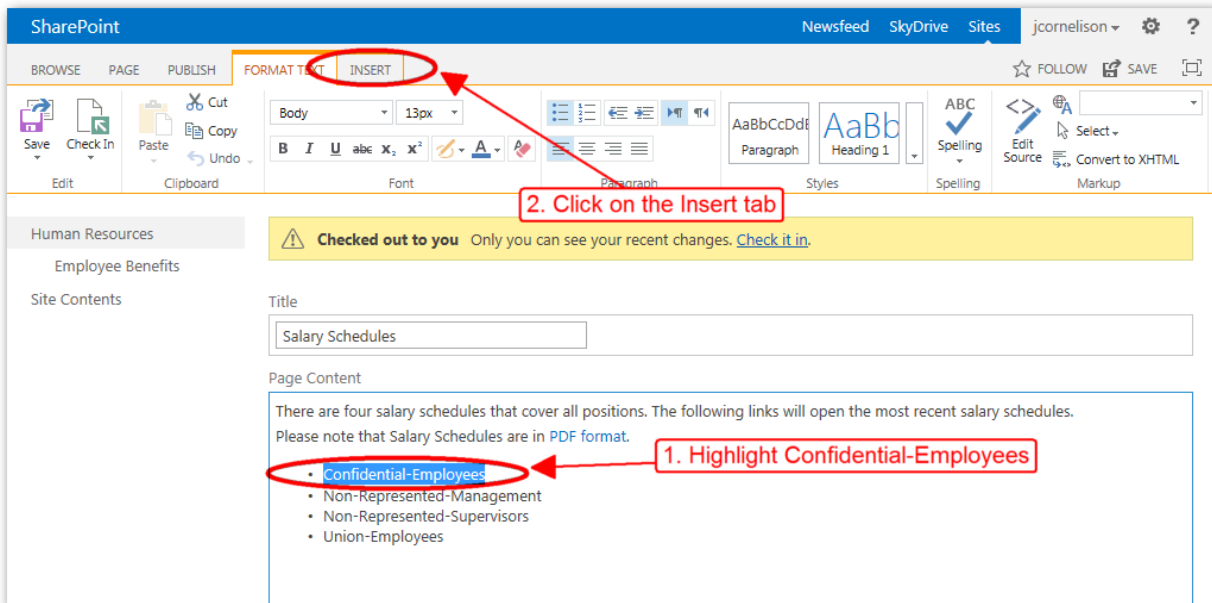 SharePoint Newsfeed SkyDrive Sites jcornelison ?
BROWSE PAGE PUBLISH FORMAT TEXT INSERT FOLLOW SAVE
Save Check In Paste Cut Copy Undo
Body 13px
B I U abc X₂ X² A
AaBbCcDdE Paragraph AaBb Heading 1
ABC Spelling
Edit Source Select Convert to XHTML
Edit Clipboard Font Paragraph Styles Spelling Markup
2. Click on the Insert tab
Human Resources
Employee Benefits
Site Contents
Checked out to you Only you can see your recent changes. Check it in.
Title
Salary Schedules
Page Content
There are four salary schedules that cover all positions. The following links will open the most recent salary schedules.
Please note that Salary Schedules are in PDF format.
1. Highlight Confidential-Employees
• Confidential-Employees
• Non-Represented-Management
• Non-Represented-Supervisors
• Union-Employees